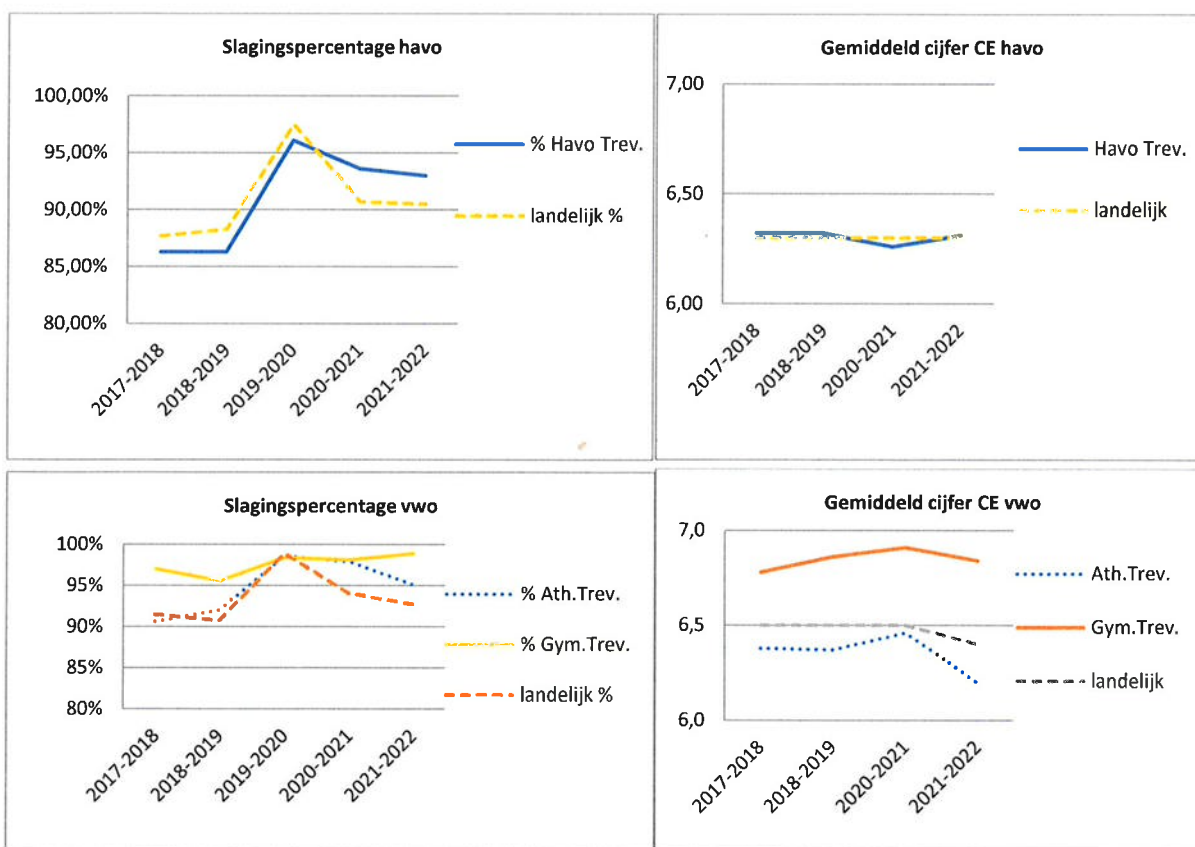 Slagingspercentage havo
100,00%
95,00%
90,00%
85,00%
80,00%
% Havo Trev.
landelijk %
2017-2018
2018-2019
2019-2020
2020-2021
2021-2022
Gemiddeld cijfer CE havo
7,00
6,50
6,00
Havo Trev.
landelijk
2017-2018
2018-2019
2020-2021
2021-2022
Slagingspercentage vwo
100%
95%
90%
85%
80%
% Ath.Trev.
% Gym.Trev.
landelijk %
2017-2018
2018-2019
2019-2020
2020-2021
2021-2022
Gemiddeld cijfer CE vwo
7,0
6,5
6,0
Ath.Trev.
Gym.Trev.
landelijk
2017-2018
2018-2019
2020-2021
2021-2022